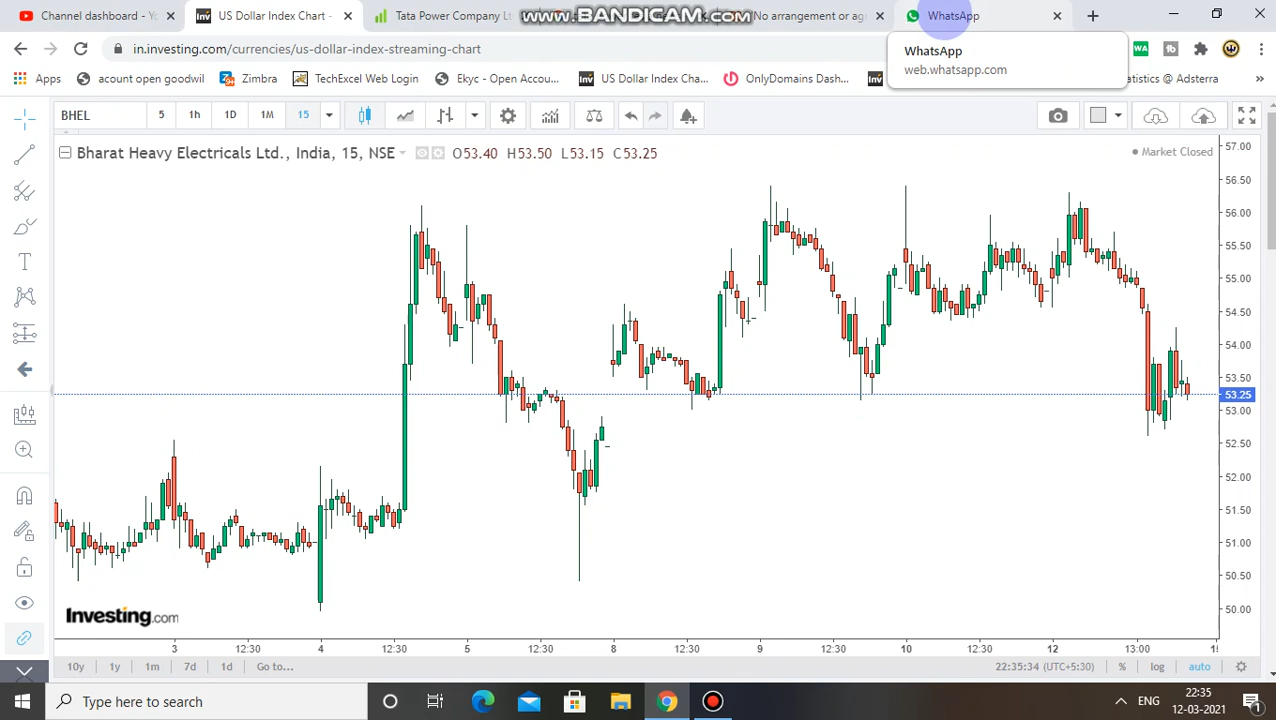 Channel dashboard -
US Dollar Index Chart -
Tata Power Company Lt
www.BANDICAM.com
No arrangement or ag
WhatsApp
in.investing.com/currencies/us-dollar-index-streaming-chart
WhatsApp
web.whatsapp.com
Apps
acount open goodwil
Zimbra
TechExcel Web Login
Ekyc - Open Accou...
US Dollar Index Cha...
OnlyDomains Dash...
tatistics @ Adsterra
BHEL
5
1h
1D
1M
15
Bharat Heavy Electricals Ltd., India, 15, NSE
O53.40 H53.50 L53.15 C53.25
Market Closed
57.00
56.50
56.00
55.50
55.00
54.50
54.00
53.50
53.25
53.00
52.50
52.00
51.50
51.00
50.50
50.00
Investing.com
3 12:30 4 12:30 5 12:30 8 12:30 9 12:30 10 12:30 12 13:00
10y 1y 1m 7d 1d Go to...
22:35:34 (UTC+5:30) % log auto
Type here to search
ENG
22:35
12-03-2021
1